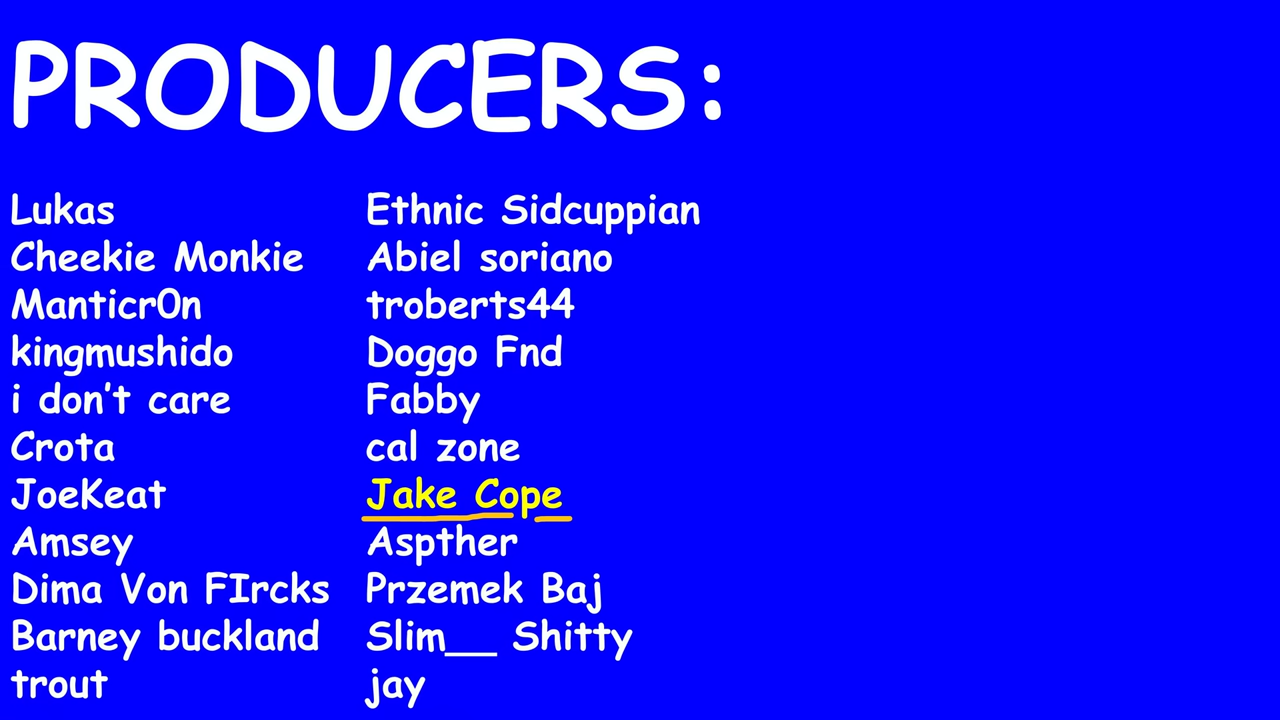 PRODUCERS:
Lukas
Cheekie Monkie
Manticr0n
kingmushido
i don't care
Crota
JoeKeat
Amsey
Dima Von FIrcks
Barney buckland
trout
Ethnic Sidcuppian
Abiel soriano
troberts44
Doggo Fnd
Fabby
cal zone
Jake Cope
Aspther
Przemek Baj
Slim__ Shitty
jay